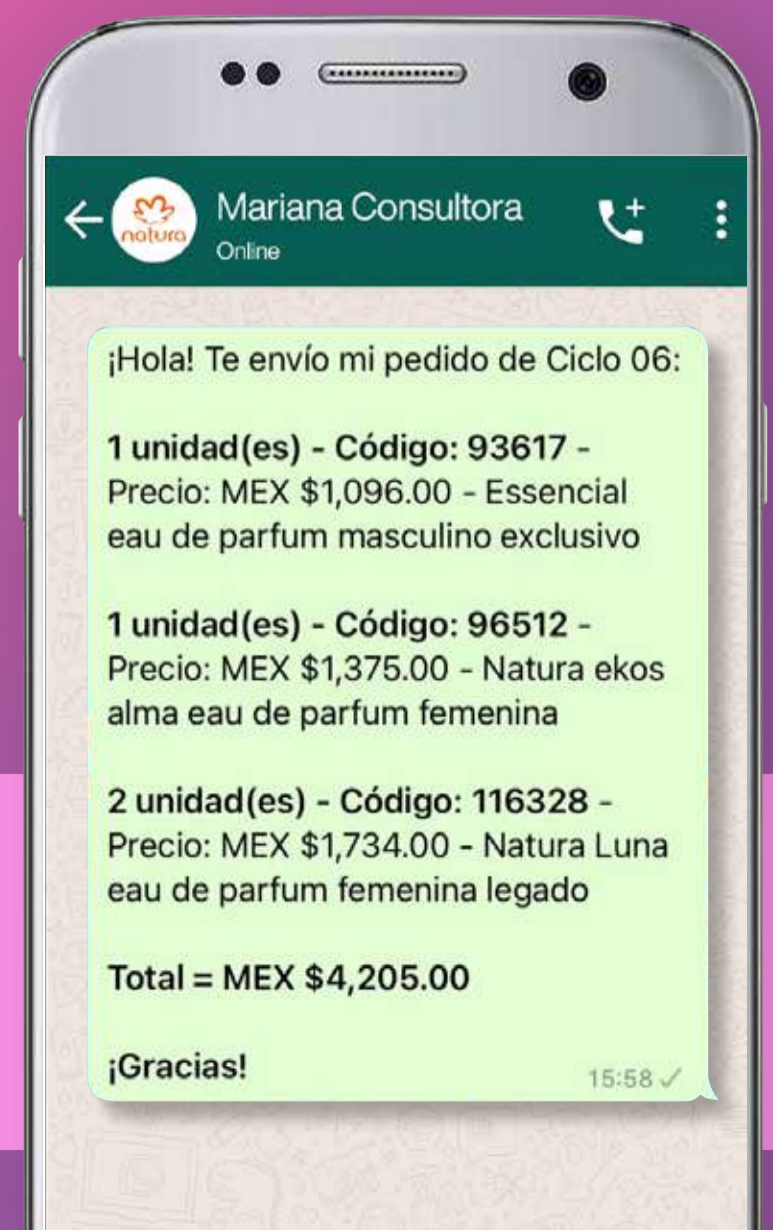 natura
Mariana Consultora
Online
¡Hola! Te envío mi pedido de Ciclo 06:
1 unidad(es) - Código: 93617 -
Precio: MEX $1,096.00 - Essencial
eau de parfum masculino exclusivo
1 unidad(es) - Código: 96512 -
Precio: MEX $1,375.00 - Natura ekos
alma eau de parfum femenina
2 unidad(es) - Código: 116328 -
Precio: MEX $1,734.00 - Natura Luna
eau de parfum femenina legado
Total = MEX $4,205.00
¡Gracias!
15:58